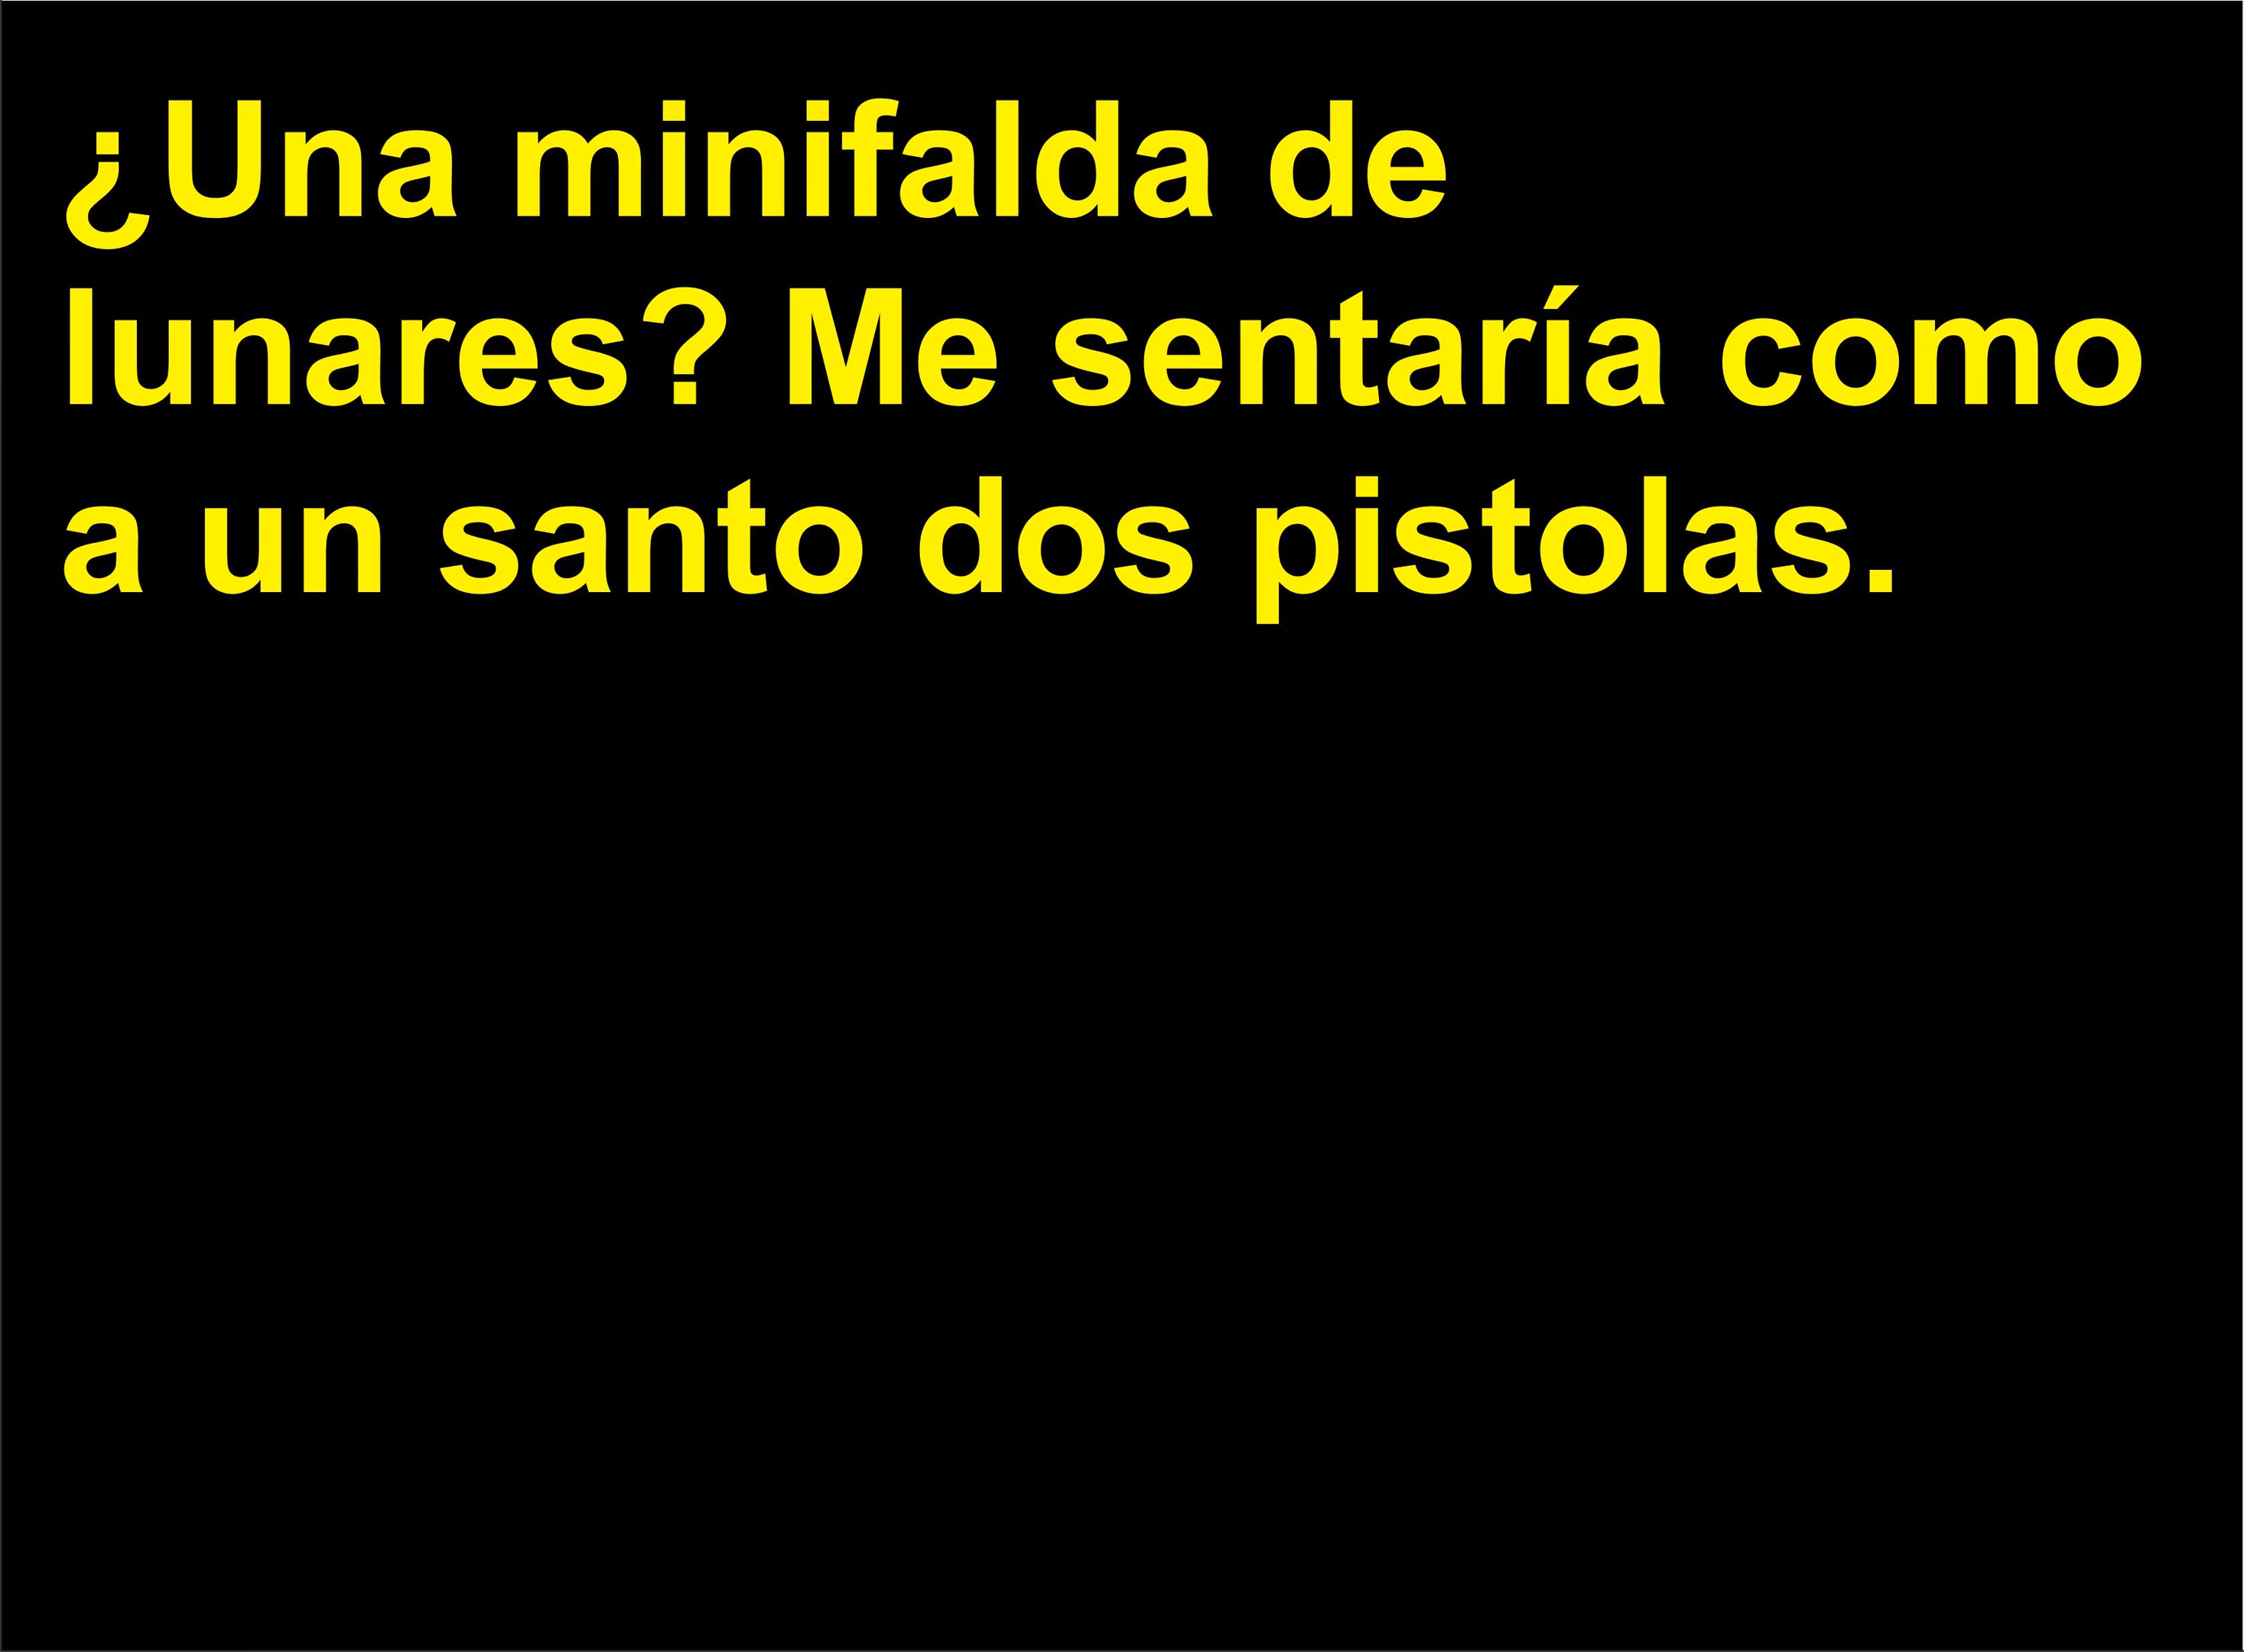 ¿Una minifalda de
lunares? Me sentaría como
a un santo dos pistolas.